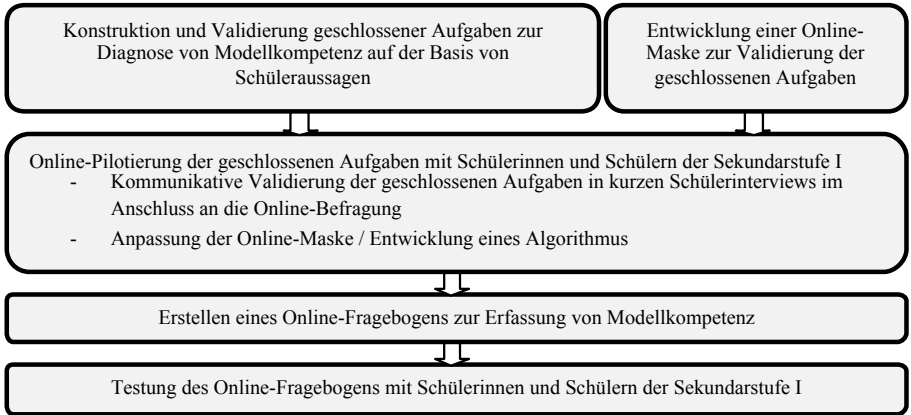 Konstruktion und Validierung geschlossener Aufgaben zur
Diagnose von Modellkompetenz auf der Basis von
Schüleraussagen
Entwicklung einer Online-
Maske zur Validierung der
geschlossenen Aufgaben
Online-Pilotierung der geschlossenen Aufgaben mit Schülerinnen und Schülern der Sekundarstufe I
- Kommunikative Validierung der geschlossenen Aufgaben in kurzen Schülerinterviews im
Anschluss an die Online-Befragung
- Anpassung der Online-Maske / Entwicklung eines Algorithmus
Erstellen eines Online-Fragebogens zur Erfassung von Modellkompetenz
Testung des Online-Fragebogens mit Schülerinnen und Schülern der Sekundarstufe I